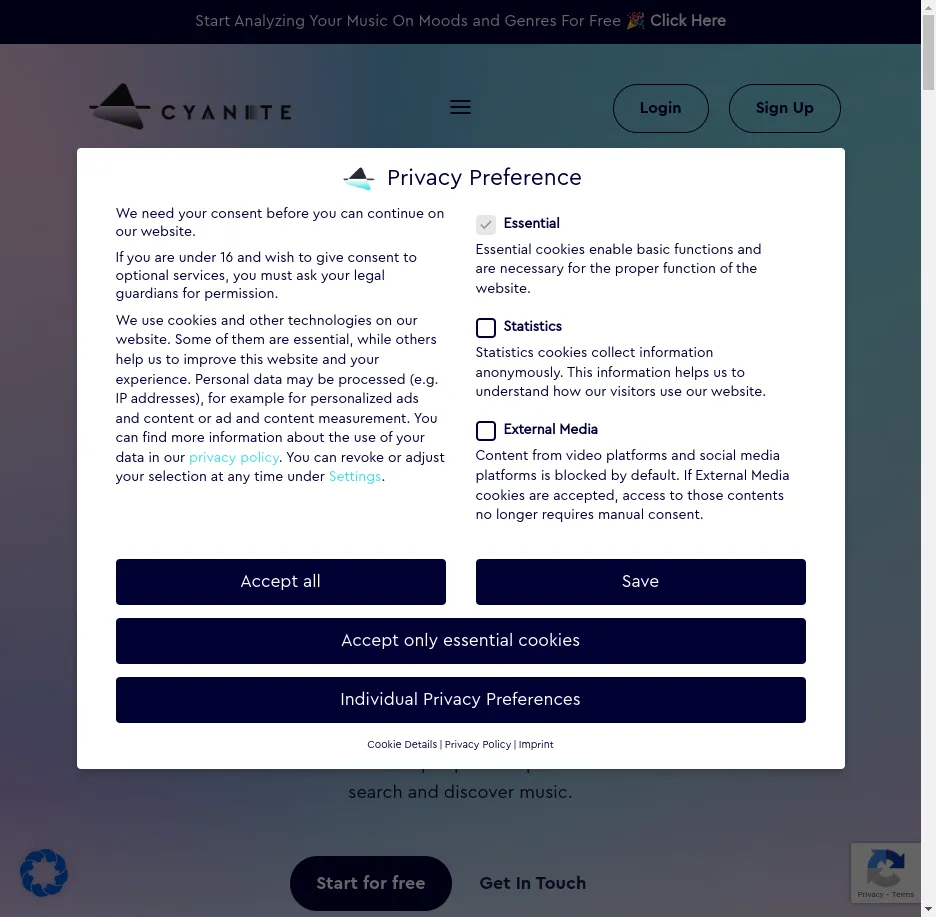 Start Analyzing Your Music On Moods and Genres For Free 🎉 Click Here
CYANITE
Login
Sign Up
Privacy Preference
We need your consent before you can continue on
our website.
If you are under 16 and wish to give consent to
optional services, you must ask your legal
guardians for permission.
We use cookies and other technologies on our
website. Some of them are essential, while others
help us to improve this website and your
experience. Personal data may be processed (e.g.
IP addresses), for example for personalized ads
and content or ad and content measurement. You
can find more information about the use of your
data in our privacy policy. You can revoke or adjust
your selection at any time under Settings.
Essential
Essential cookies enable basic functions and
are necessary for the proper function of the
website.
Statistics
Statistics cookies collect information
anonymously. This information helps us to
understand how our visitors use our website.
External Media
Content from video platforms and social media
platforms is blocked by default. If External Media
cookies are accepted, access to those contents
no longer requires manual consent.
Accept all
Save
Accept only essential cookies
Individual Privacy Preferences
Cookie Details | Privacy Policy | Imprint
search and discover music.
Start for free
Get In Touch
Privacy - Terms